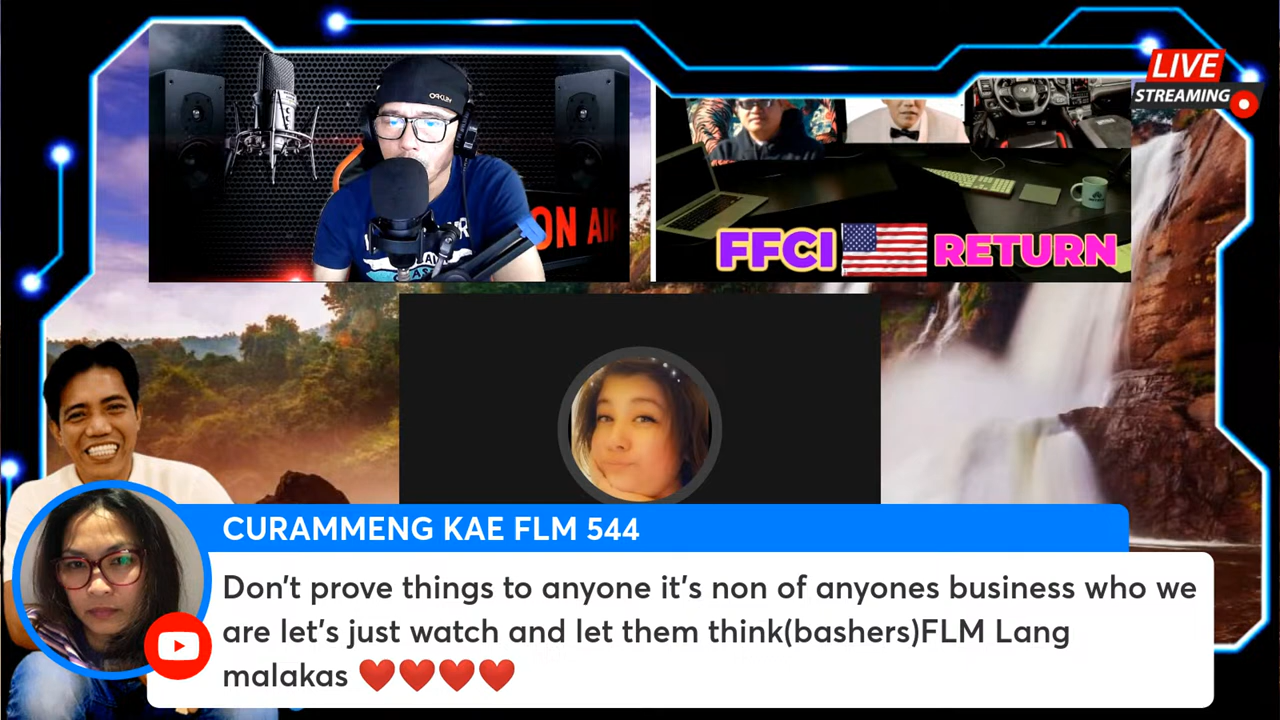 LIVE
STREAMING
OAKLEY
ON AIR
FFCI RETURN
CURAMMENG KAE FLM 544
Don't prove things to anyone it's non of anyones business who we
are let's just watch and let them think(bashers)FLM Lang
malakas ❤️❤️❤️❤️